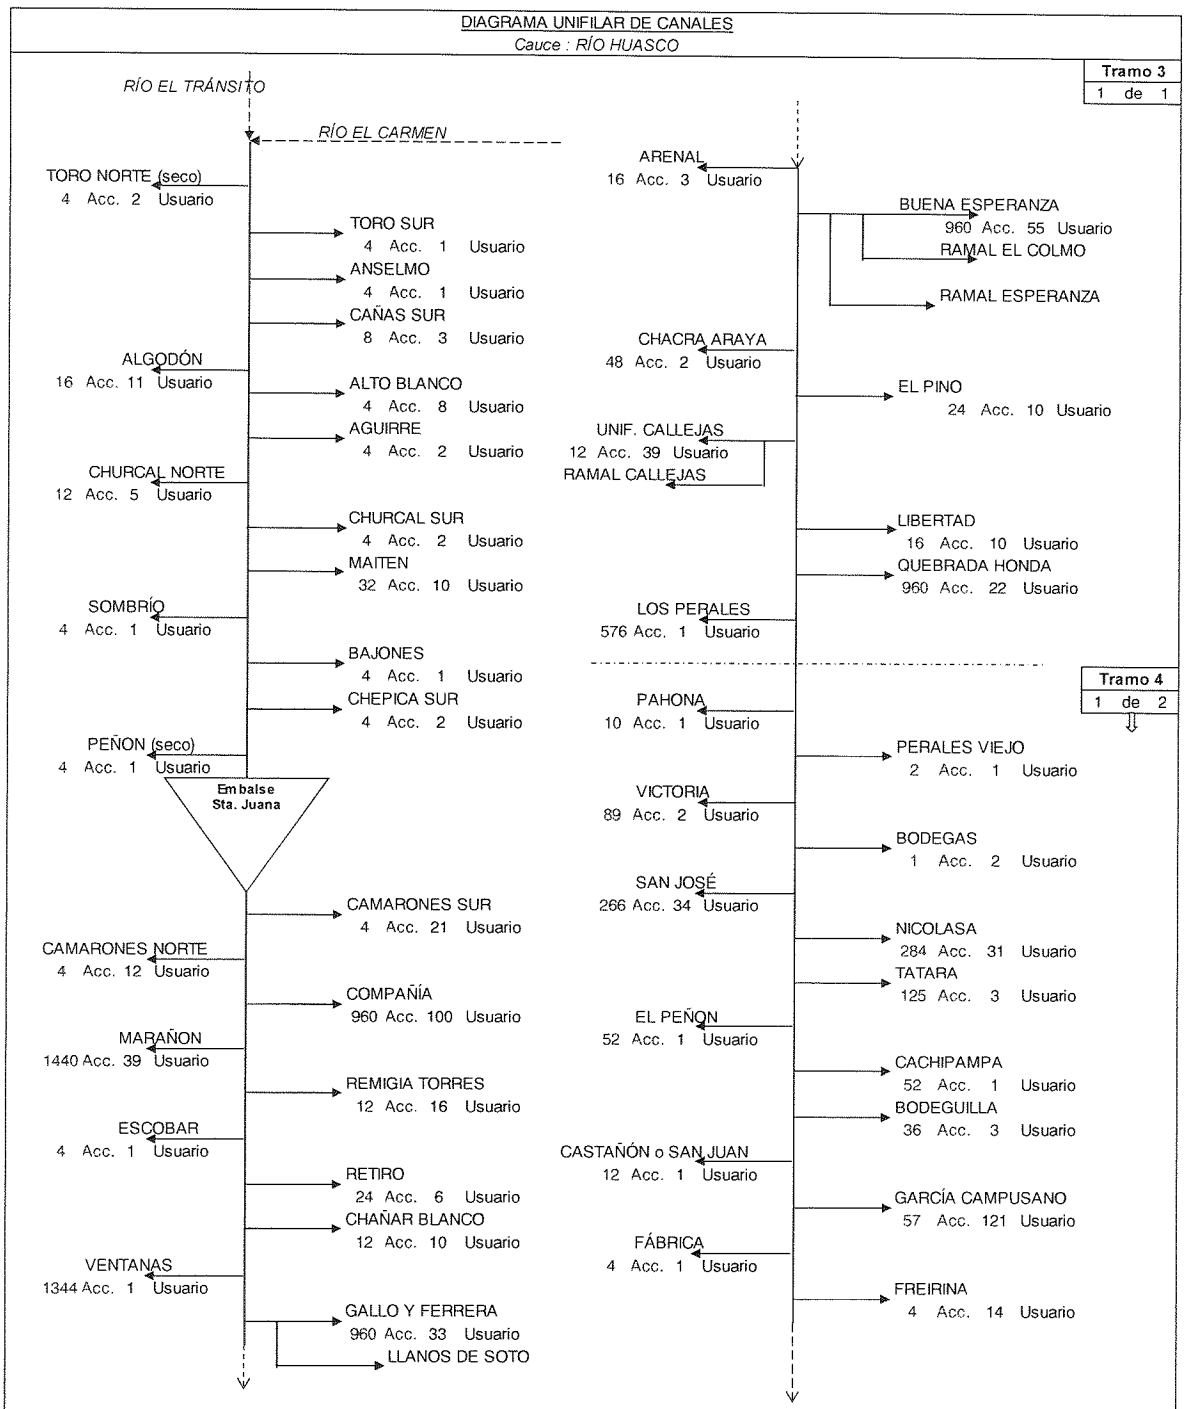 DIAGRAMA UNIFILAR DE CANALES
Cauce : RÍO HUASCO
Tramo 3
1 de 1
RÍO EL TRÁNSITO
RÍO EL CARMEN
TORO NORTE (seco)
4 Acc. 2 Usuario
TORO SUR
4 Acc. 1 Usuario
ANSELMO
4 Acc. 1 Usuario
CAÑAS SUR
8 Acc. 3 Usuario
ALGODÓN
16 Acc. 11 Usuario
ALTO BLANCO
4 Acc. 8 Usuario
AGUIRRE
4 Acc. 2 Usuario
CHURCAL NORTE
12 Acc. 5 Usuario
CHURCAL SUR
4 Acc. 2 Usuario
MAITEN
32 Acc. 10 Usuario
SOMBRÍO
4 Acc. 1 Usuario
BAJONES
4 Acc. 1 Usuario
CHEPICA SUR
4 Acc. 2 Usuario
PEÑON (seco)
4 Acc. 1 Usuario
Embalse
Sta. Juana
CAMARONES SUR
4 Acc. 21 Usuario
CAMARONES NORTE
4 Acc. 12 Usuario
COMPAÑÍA
960 Acc. 100 Usuario
MARAÑON
1440 Acc. 39 Usuario
REMIGIA TORRES
12 Acc. 16 Usuario
ESCOBAR
4 Acc. 1 Usuario
RETIRO
24 Acc. 6 Usuario
CHAÑAR BLANCO
12 Acc. 10 Usuario
VENTANAS
1344 Acc. 1 Usuario
GALLO Y FERRERA
960 Acc. 33 Usuario
LLANOS DE SOTO
ARENAL
16 Acc. 3 Usuario
BUENA ESPERANZA
960 Acc. 55 Usuario
RAMAL EL COLMO
RAMAL ESPERANZA
CHACRA ARAYA
48 Acc. 2 Usuario
EL PINO
24 Acc. 10 Usuario
UNIF. CALLEJAS
12 Acc. 39 Usuario
RAMAL CALLEJAS
LIBERTAD
16 Acc. 10 Usuario
QUEBRADA HONDA
960 Acc. 22 Usuario
LOS PERALES
576 Acc. 1 Usuario
Tramo 4
1 de 2
PAHONA
10 Acc. 1 Usuario
PERALES VIEJO
2 Acc. 1 Usuario
VICTORIA
89 Acc. 2 Usuario
BODEGAS
1 Acc. 2 Usuario
SAN JOSÉ
266 Acc. 34 Usuario
NICOLASA
284 Acc. 31 Usuario
TATARA
125 Acc. 3 Usuario
EL PEÑON
52 Acc. 1 Usuario
CACHIPAMPA
52 Acc. 1 Usuario
BODEGUILLA
36 Acc. 3 Usuario
CASTAÑÓN o SAN JUAN
12 Acc. 1 Usuario
GARCÍA CAMPUSANO
57 Acc. 121 Usuario
FÁBRICA
4 Acc. 1 Usuario
FREIRINA
4 Acc. 14 Usuario